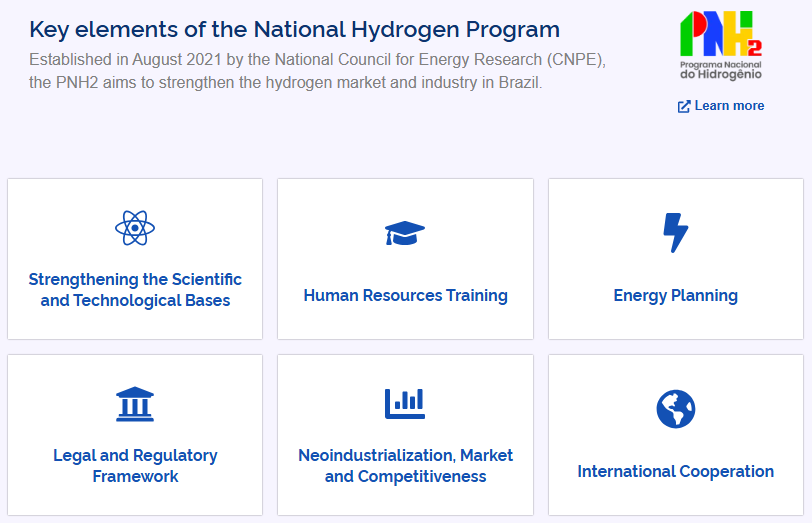 Key elements of the National Hydrogen Program
Established in August 2021 by the National Council for Energy Research (CNPE),
the PNH2 aims to strengthen the hydrogen market and industry in Brazil.
PNH2
Programa Nacional
do Hidrogênio
Learn more
Strengthening the Scientific
and Technological Bases
Human Resources Training
Energy Planning
Legal and Regulatory
Framework
Neoindustrialization, Market
and Competitiveness
International Cooperation